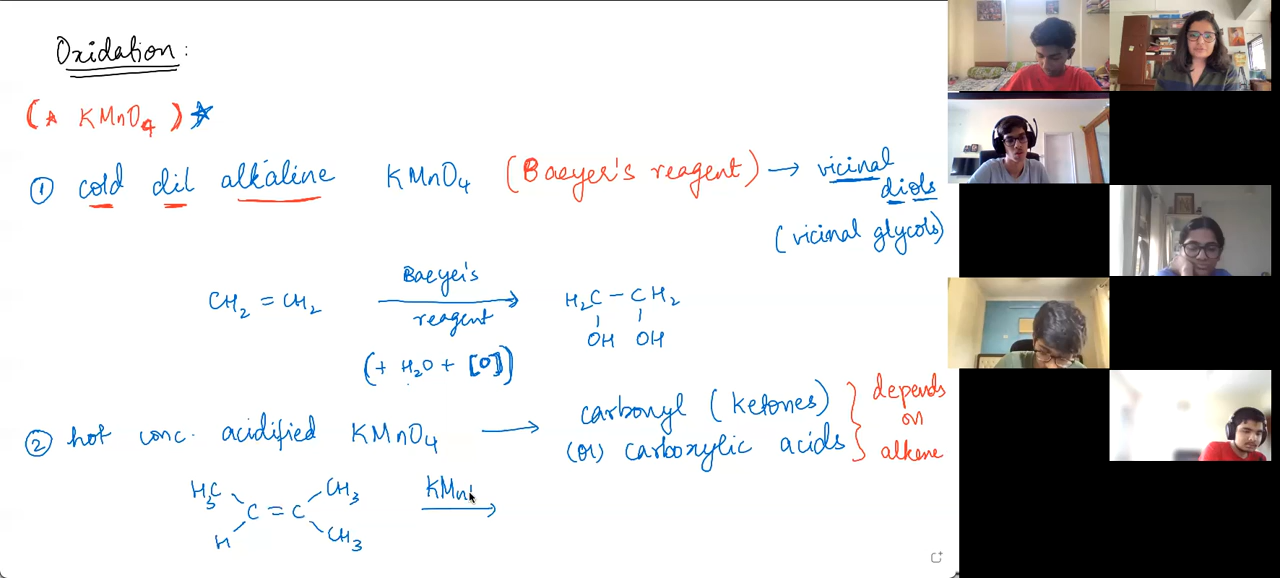 Oxidation:
(★ KMnO4) ★
① cold dil alkaline KMnO4 (Baeyer's reagent) → vicinal
diols
(vicinal glycols)
CH2 = CH2 Baeyer's reagent (+ H2O + [O]) → H2C – CH2
OH OH
② hot conc. acidified KMnO4 → carbonyl (ketones)
(or) carboxylic acids } depends on alkene
H3C CH3 KMn
C = C →
H CH3